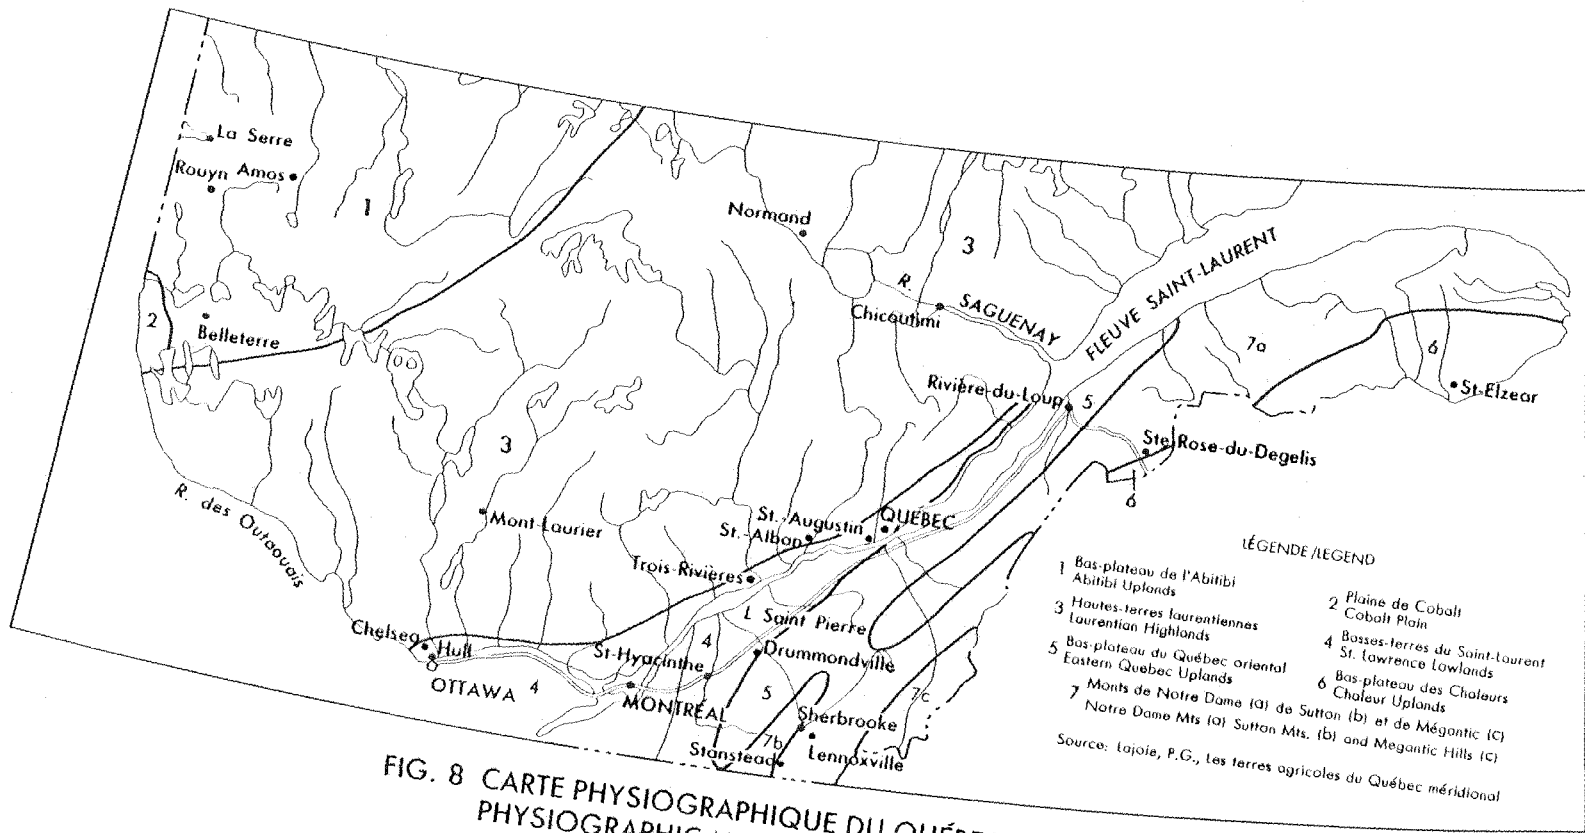 La Serre
Rouyn Amos
1
Normand
3
R. SAGUENAY
FLEUVE SAINT-LAURENT
Chicoutimi
2
Belleterre
7a
6
St-Elzear
Rivière-du-Loup
5
Ste Rose-du-Degelis
6
3
R. des Outaouais
Mont-Laurier
St.-Augustin
QUÉBEC
St.-Alban
Trois-Rivières
L Saint Pierre
Chelsea
Hull
St-Hyacinthe
4
Drummondville
OTTAWA
4
MONTRÉAL
5
7c
Sherbrooke
7b
Stanstead
Lennoxville
LÉGENDE/LEGEND
1 Bas-plateau de l'Abitibi
Abitibi Uplands
2 Plaine de Cobalt
Cobalt Plain
3 Hautes-terres laurentiennes
Laurentian Highlands
4 Basses-terres du Saint-Laurent
St. Lawrence Lowlands
5 Bas-plateau du Québec oriental
Eastern Quebec Uplands
6 Bas-plateau des Chaleurs
Chaleur Uplands
7 Monts de Notre Dame (a) de Sutton (b) et de Mégantic (c)
Notre Dame Mts (a) Sutton Mts. (b) and Megantic Hills (c)
Source: Lajoie, P.G., Les terres agricoles du Québec méridional
FIG. 8 CARTE PHYSIOGRAPHIQUE DU
PHYSIOGRAPHIC